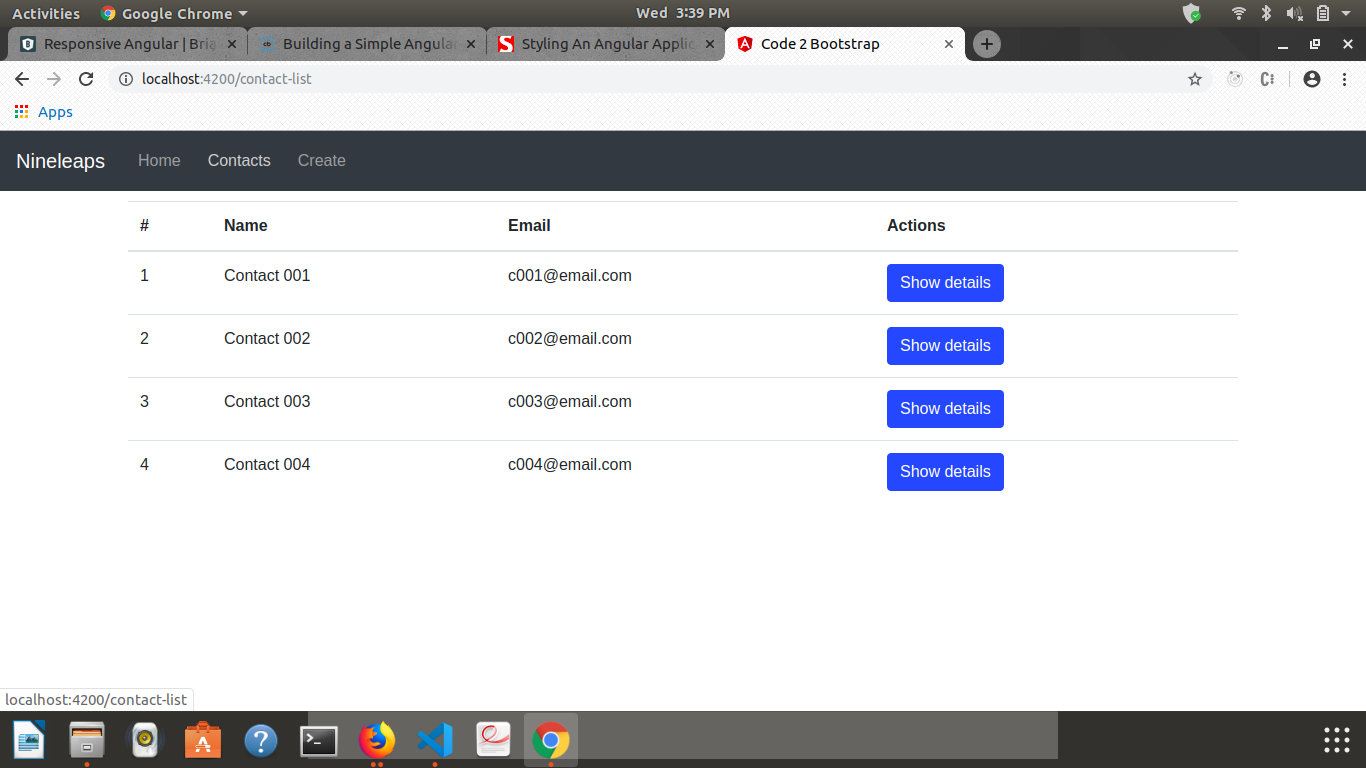 Activities Google Chrome Wed 3:39 PM
Responsive Angular | Bria Building a Simple Angula Styling An Angular Applic Code 2 Bootstrap
localhost:4200/contact-list
Apps
Nineleaps Home Contacts Create
# Name Email Actions
1 Contact 001 c001@email.com Show details
2 Contact 002 c002@email.com Show details
3 Contact 003 c003@email.com Show details
4 Contact 004 c004@email.com Show details
localhost:4200/contact-list